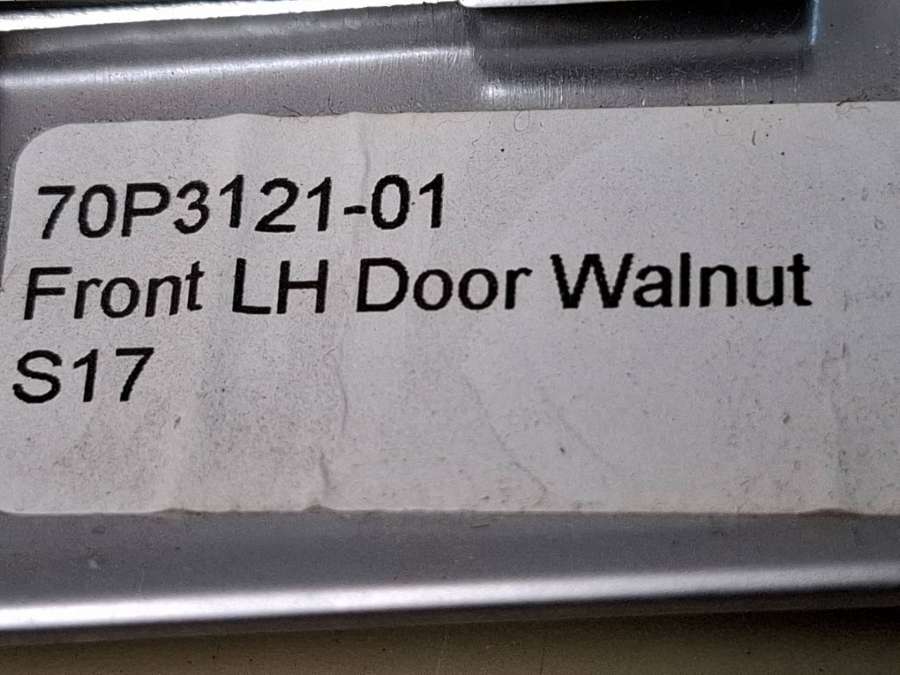 70P3121-01
Front LH Door Walnut
S17